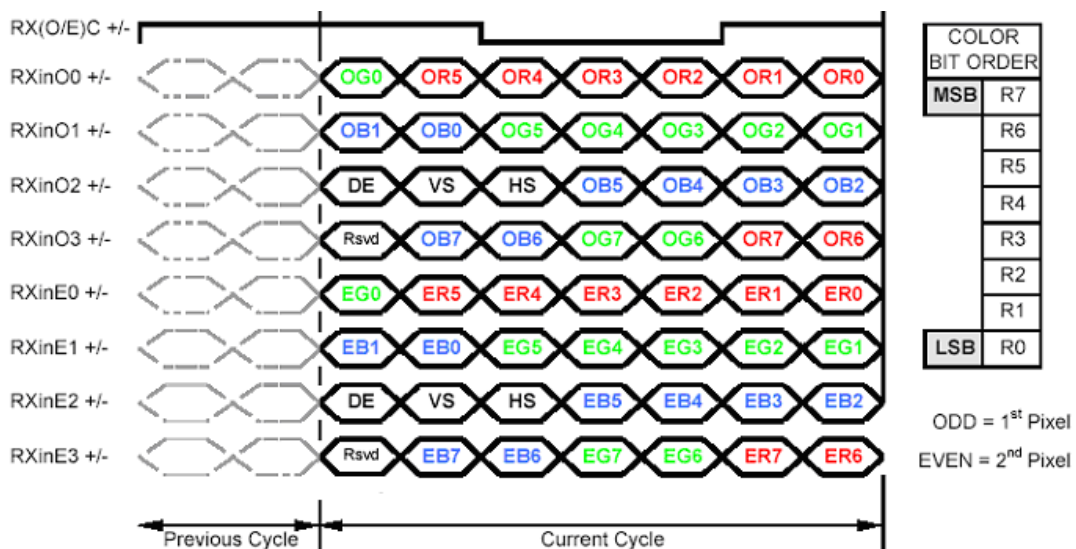 RX(O/E)C +/-
RXinO0 +/- OG0 OR5 OR4 OR3 OR2 OR1 OR0
RXinO1 +/- OB1 OB0 OG5 OG4 OG3 OG2 OG1
RXinO2 +/- DE VS HS OB5 OB4 OB3 OB2
RXinO3 +/- Rsvd OB7 OB6 OG7 OG6 OR7 OR6
RXinE0 +/- EG0 ER5 ER4 ER3 ER2 ER1 ER0
RXinE1 +/- EB1 EB0 EG5 EG4 EG3 EG2 EG1
RXinE2 +/- DE VS HS EB5 EB4 EB3 EB2
RXinE3 +/- Rsvd EB7 EB6 EG7 EG6 ER7 ER6
Previous Cycle Current Cycle
COLOR
BIT ORDER
MSB R7
R6
R5
R4
R3
R2
R1
LSB R0
ODD = 1st Pixel
EVEN = 2nd Pixel